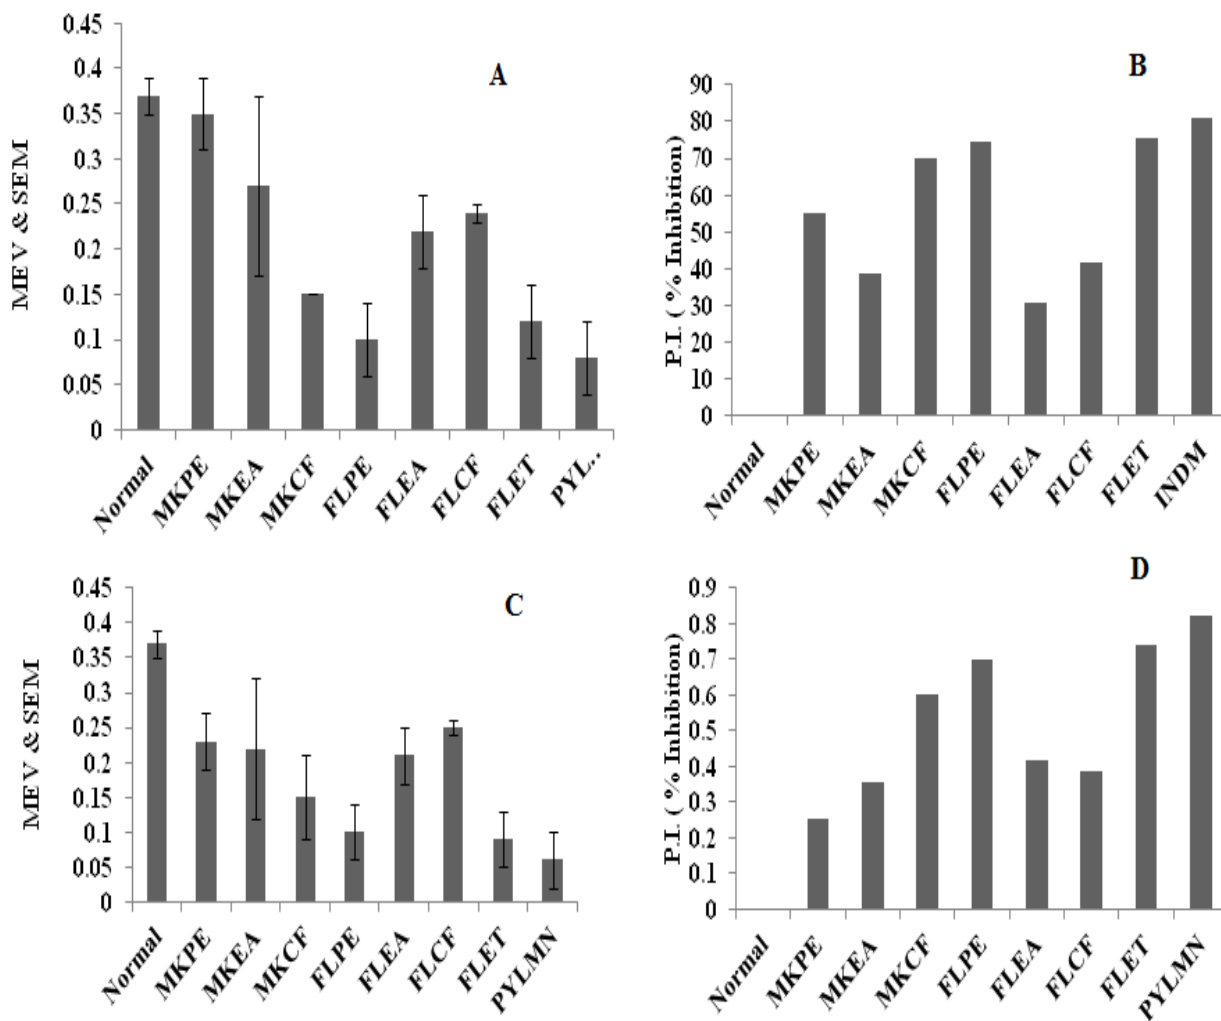 A
MEV & SEM
0.45
0.4
0.35
0.3
0.25
0.2
0.15
0.1
0.05
0
Normal
MKPE
MKEA
MKCF
FLPE
FLEA
FLCF
FLET
PYL..
B
P.I. ( % Inhibition)
90
80
70
60
50
40
30
20
10
0
Normal
MKPE
MKEA
MKCF
FLPE
FLEA
FLCF
FLET
INDM
C
MEV & SEM
0.45
0.4
0.35
0.3
0.25
0.2
0.15
0.1
0.05
0
Normal
MKPE
MKEA
MKCF
FLPE
FLEA
FLCF
FLET
PYLMN
D
P.I. ( % Inhibition)
0.9
0.8
0.7
0.6
0.5
0.4
0.3
0.2
0.1
0
Normal
MKPE
MKEA
MKCF
FLPE
FLEA
FLCF
FLET
PYLMN